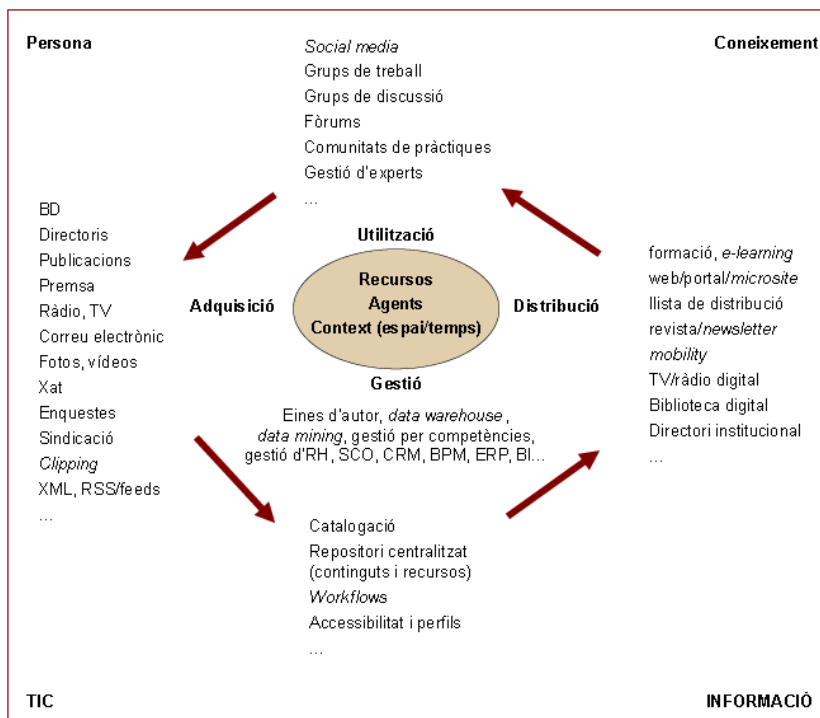 Persona
Coneixement
Social media
Grups de treball
Grups de discussió
Fòrums
Comunitats de pràctiques
Gestió d'experts
...
Utilització
BD
Directoris
Publicacions
Premsa
Ràdio, TV
Correu electrònic
Fotos, vídeos
Xat
Enquestes
Sindicació
Clipping
XML, RSS/feeds
...
Adquisició
Recursos
Agents
Context (espai/temps)
Distribució
formació, e-learning
web/portal/microsite
llista de distribució
revista/newsletter
mobility
TV/ràdio digital
Biblioteca digital
Directori institucional
...
Gestió
Eines d'autor, data warehouse,
data mining, gestió per competències,
gestió d'RH, SCO, CRM, BPM, ERP, BI...
Catalogació
Repositori centralitzat
(continguts i recursos)
Workflows
Accessibilitat i perfils
...
TIC
INFORMACIÓ